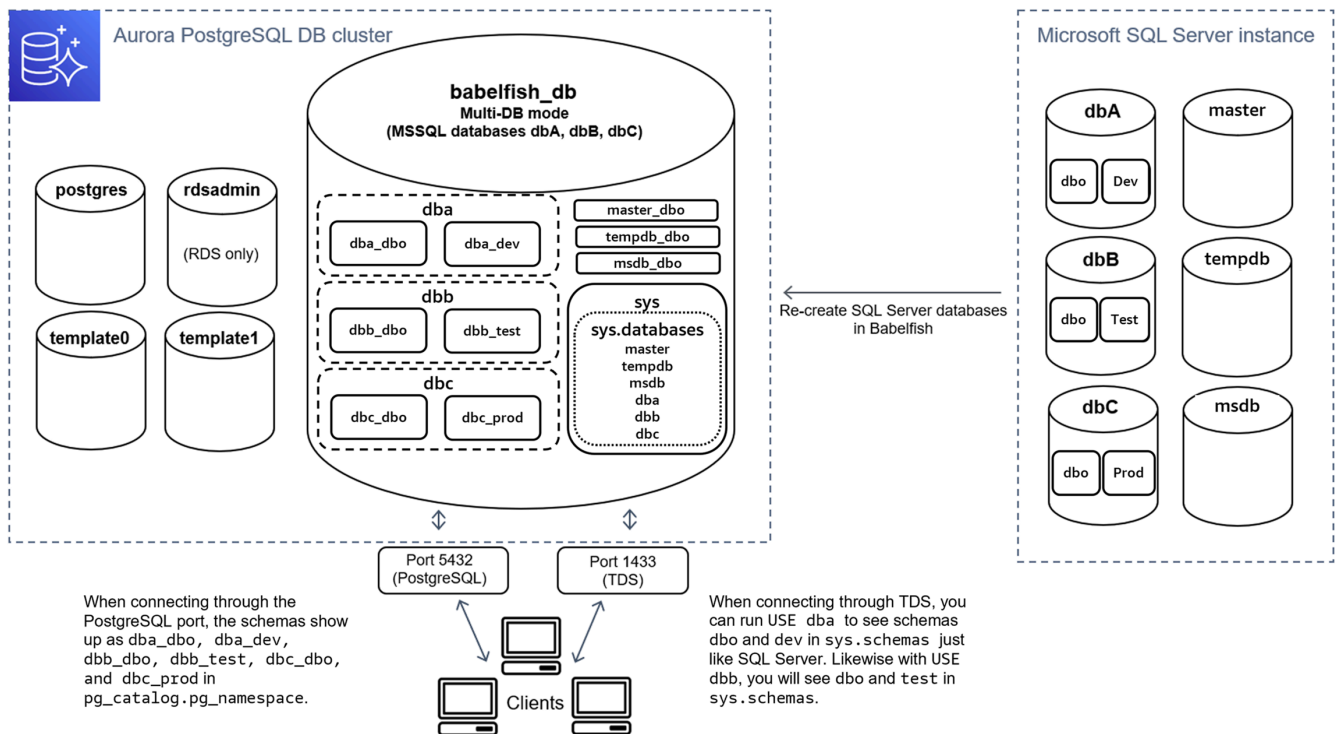 Aurora PostgreSQL DB cluster
babelfish_db
Multi-DB mode
(MSSQL databases dbA, dbB, dbC)
postgres
rdsadmin
(RDS only)
template0
template1
dba
dba_dbo
dba_dev
dbb
dbb_dbo
dbb_test
dbc
dbc_dbo
dbc_prod
master_dbo
tempdb_dbo
msdb_dbo
sys
sys.databases
master
tempdb
msdb
dba
dbb
dbc
Re-create SQL Server databases
in Babelfish
Microsoft SQL Server instance
dbA
dbo
Dev
master
dbB
dbo
Test
tempdb
dbC
dbo
Prod
msdb
Port 5432
(PostgreSQL)
Port 1433
(TDS)
When connecting through the
PostgreSQL port, the schemas show
up as dba_dbo, dba_dev,
dbb_dbo, dbb_test, dbc_dbo,
and dbc_prod in
pg_catalog.pg_namespace.
Clients
When connecting through TDS, you
can run USE dba to see schemas
dbo and dev in sys.schemas just
like SQL Server. Likewise with USE
dbb, you will see dbo and test in
sys.schemas.